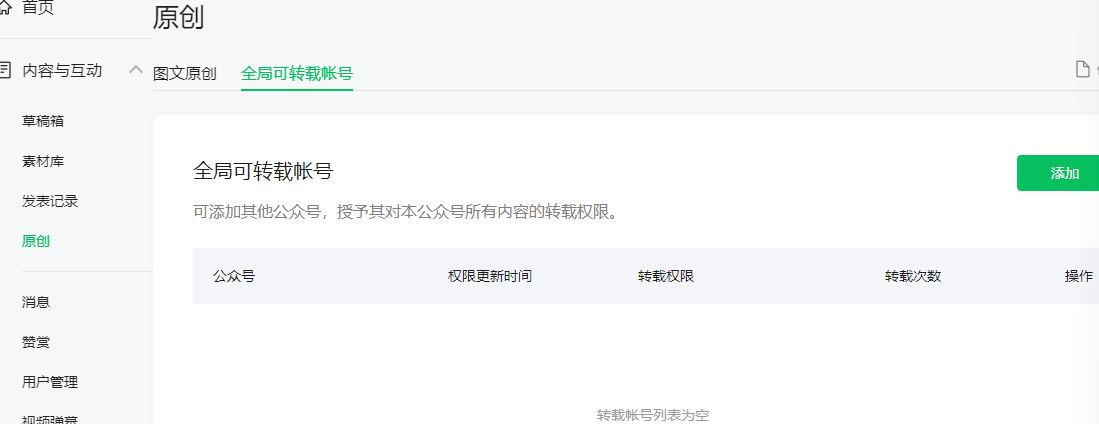 首页
原创
内容与互动
图文原创 全局可转载帐号
草稿箱
素材库
发表记录
原创
消息
赞赏
用户管理
视频弹幕
全局可转载帐号
添加
可添加其他公众号，授予其对本公众号所有内容的转载权限。
公众号 权限更新时间 转载权限 转载次数 操作
转载帐号列表为空